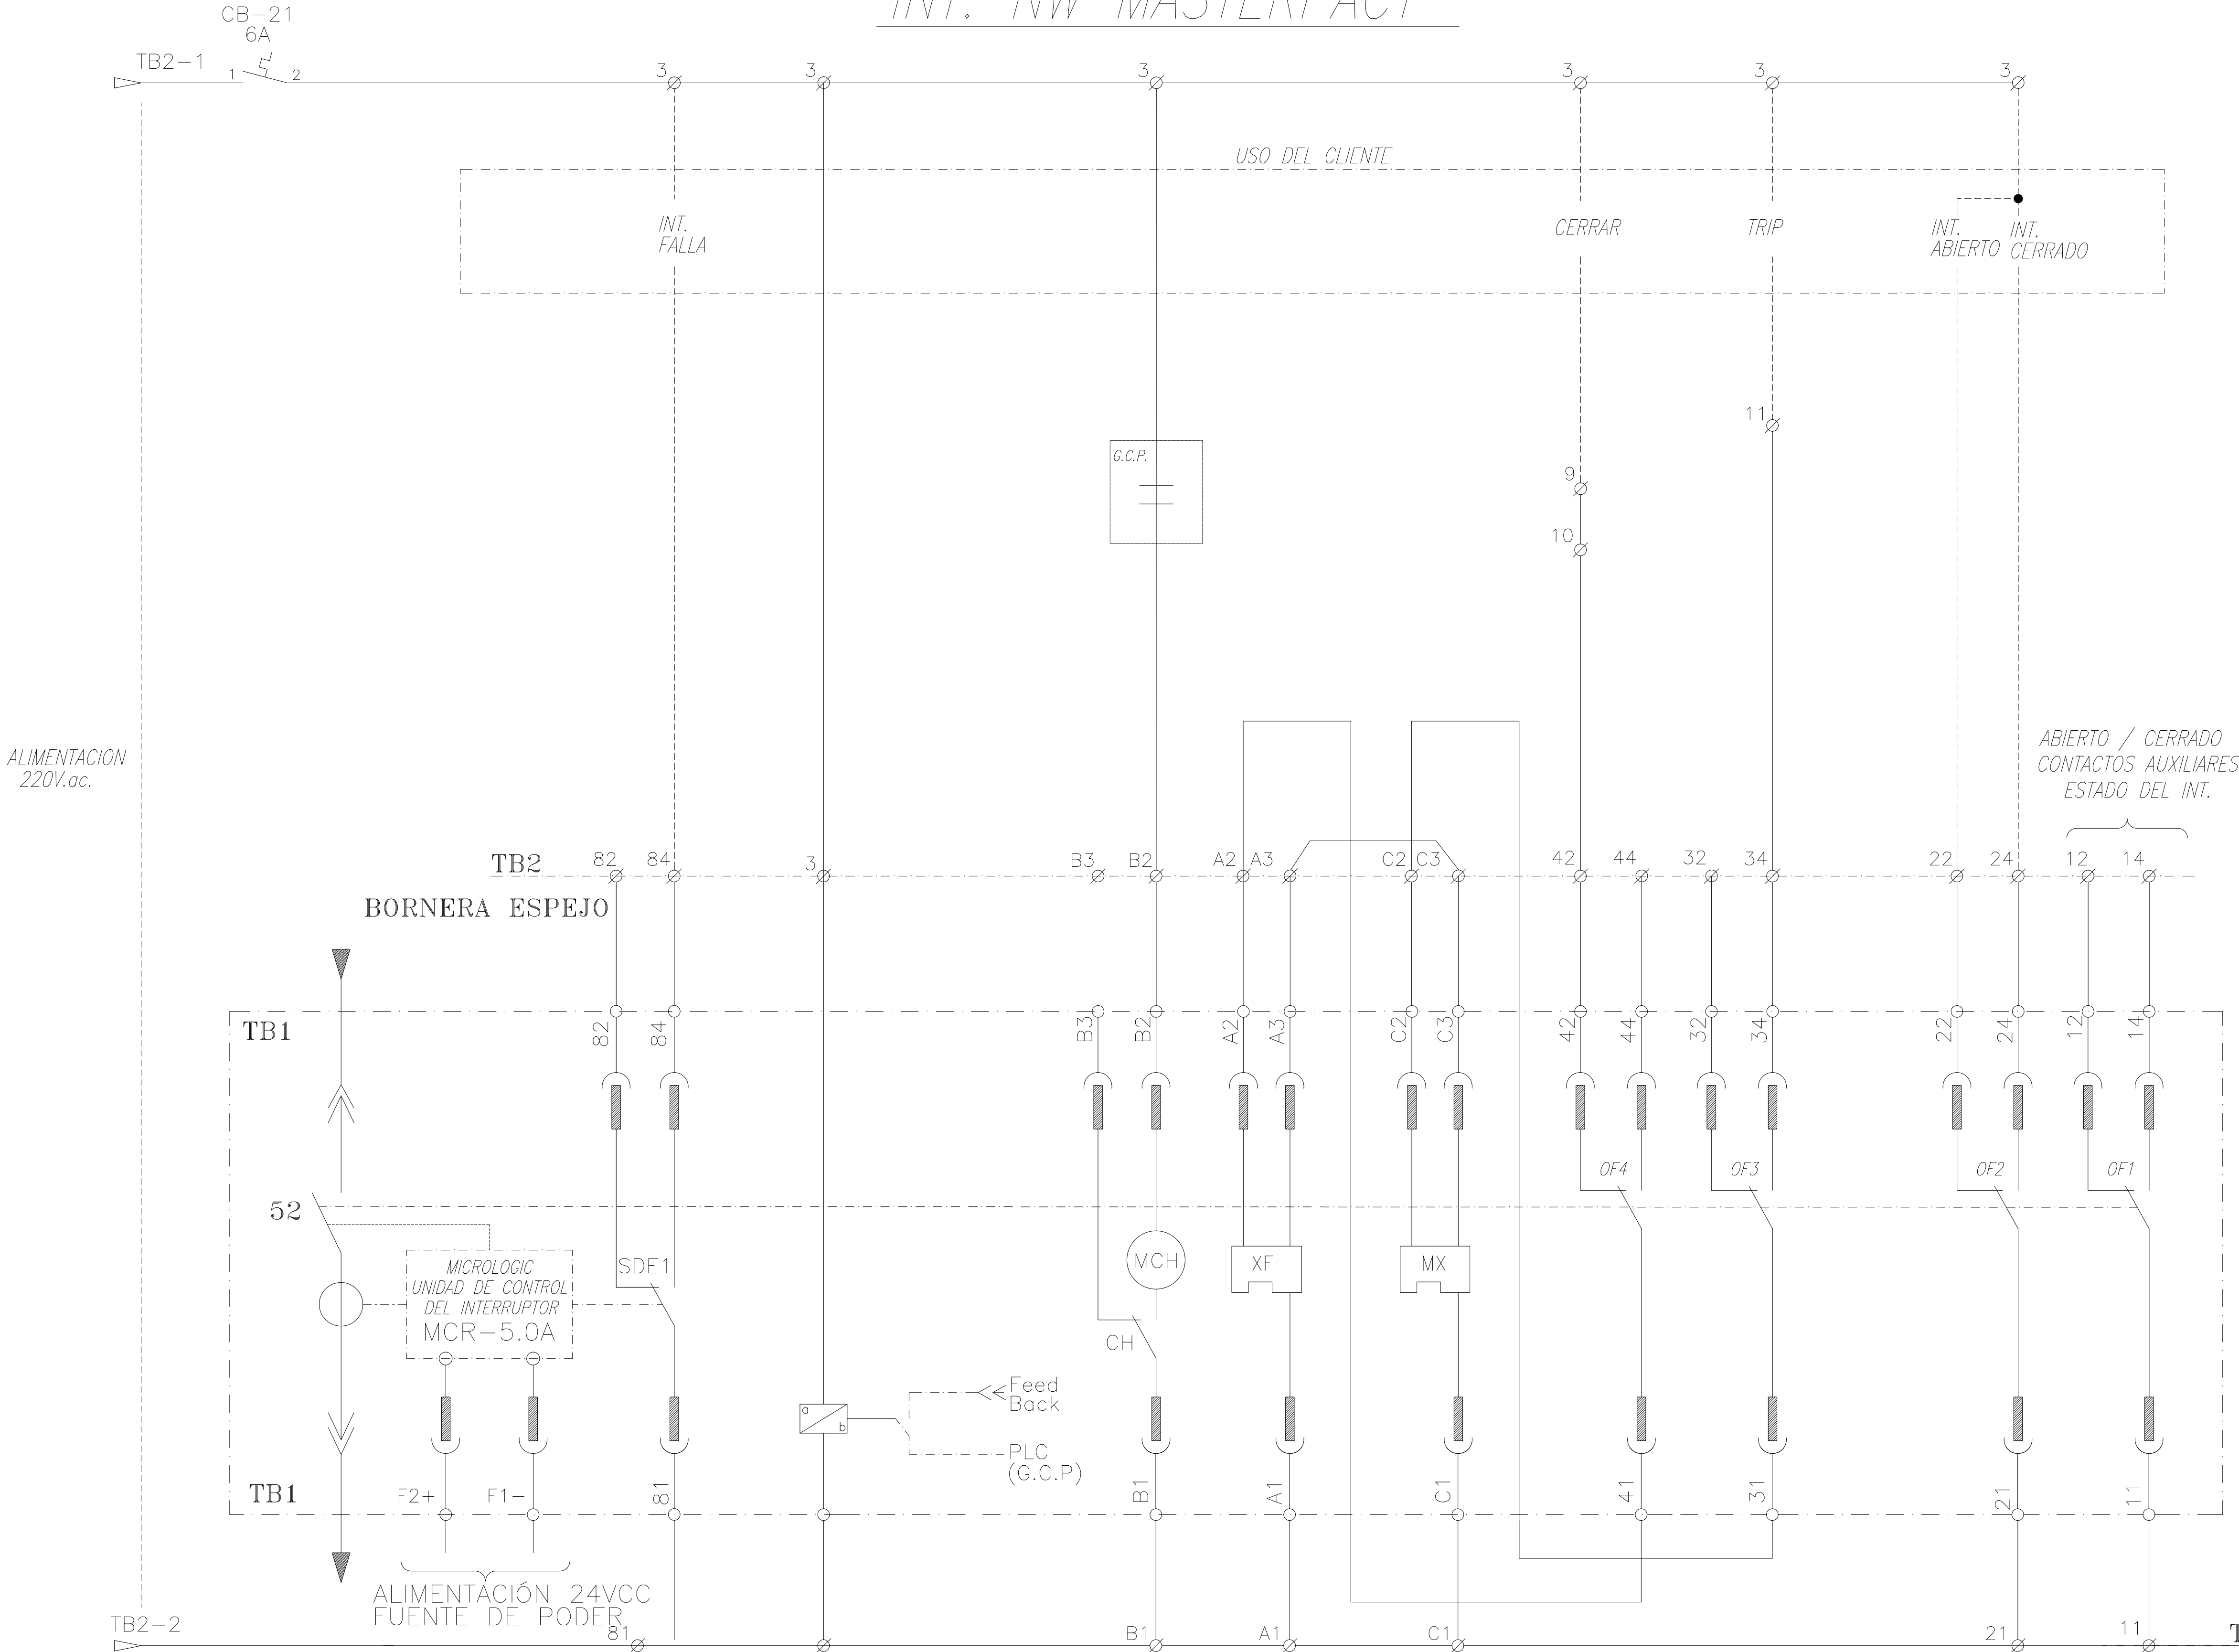 INT. NW MASTERPACT
CB-21
6A
TB2-1
1
2
3
3
3
3
3
3
USO DEL CLIENTE
INT.
FALLA
CERRAR
TRIP
INT.
ABIERTO
INT.
CERRADO
11
G.C.P.
9
10
ALIMENTACION
220V.ac.
ABIERTO / CERRADO
CONTACTOS AUXILIARES
ESTADO DEL INT.
TB2
82
84
3
B3
B2
A2
A3
C2
C3
42
44
32
34
22
24
12
14
BORNERA ESPEJO
TB1
82
84
B3
B2
A2
A3
C2
C3
42
44
32
34
22
24
12
14
OF4
OF3
OF2
OF1
52
MICROLOGIC
UNIDAD DE CONTROL
DEL INTERRUPTOR
MCR-5.0A
SDE1
MCH
XF
MX
CH
a
b
Feed
Back
PLC
(G.C.P)
TB1
F2+
F1-
81
B1
A1
C1
41
31
21
11
ALIMENTACIÓN 24VCC
FUENTE DE PODER
TB2-2
81
B1
A1
C1
21
11